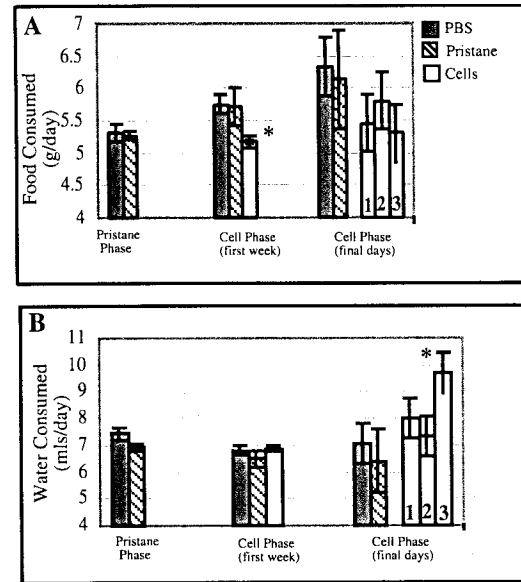 A
Food Consumed
(g/day)
7
6.5
6
5.5
5
4.5
4
*
1 2 3
Pristane
Phase
Cell Phase
(first week)
Cell Phase
(final days)
PBS
Pristane
Cells
B
Water Consumed
(mls/day)
11
10
9
8
7
6
5
4
*
1 2 3
Pristane
Phase
Cell Phase
(first week)
Cell Phase
(final days)